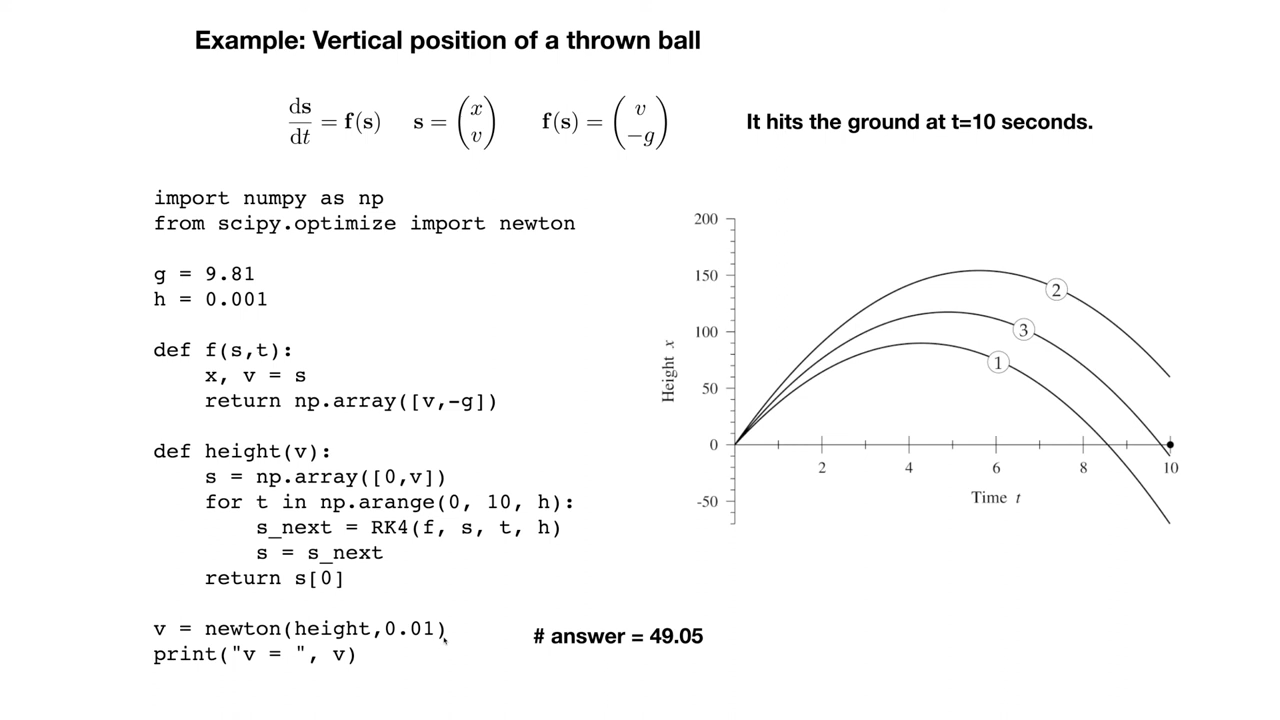 Example: Vertical position of a thrown ball
ds/dt = f(s)   s = (x v)   f(s) = (v −g)
It hits the ground at t=10 seconds.
import numpy as np
from scipy.optimize import newton
g = 9.81
h = 0.001
def f(s,t):
    x, v = s
    return np.array([v,-g])
def height(v):
    s = np.array([0,v])
    for t in np.arange(0, 10, h):
        s_next = RK4(f, s, t, h)
        s = s_next
    return s[0]
v = newton(height,0.01)
print("v = ", v)
# answer = 49.05
200
150
100
50
0
-50
Height x
2
4
6
8
10
Time t
2
3
1